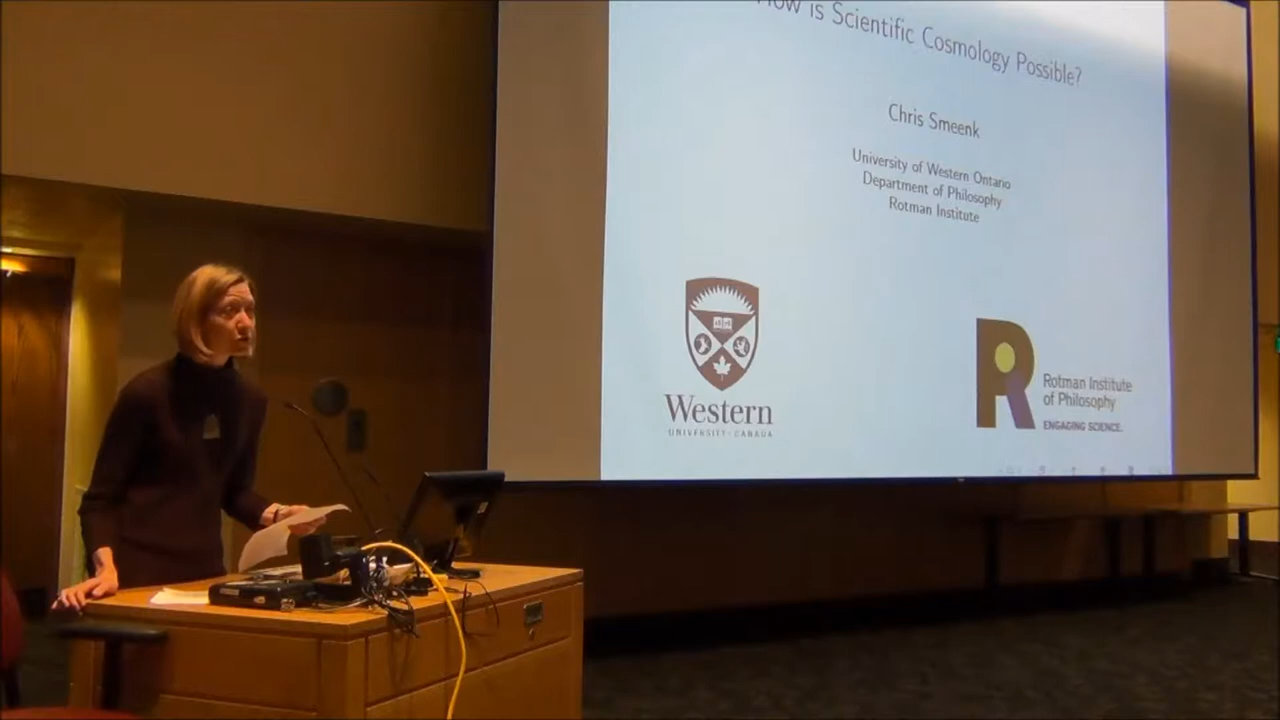 How is Scientific Cosmology Possible?
Chris Smeenk
University of Western Ontario
Department of Philosophy
Rotman Institute
Western
UNIVERSITY · CANADA
Rotman Institute
of Philosophy
ENGAGING SCIENCE.